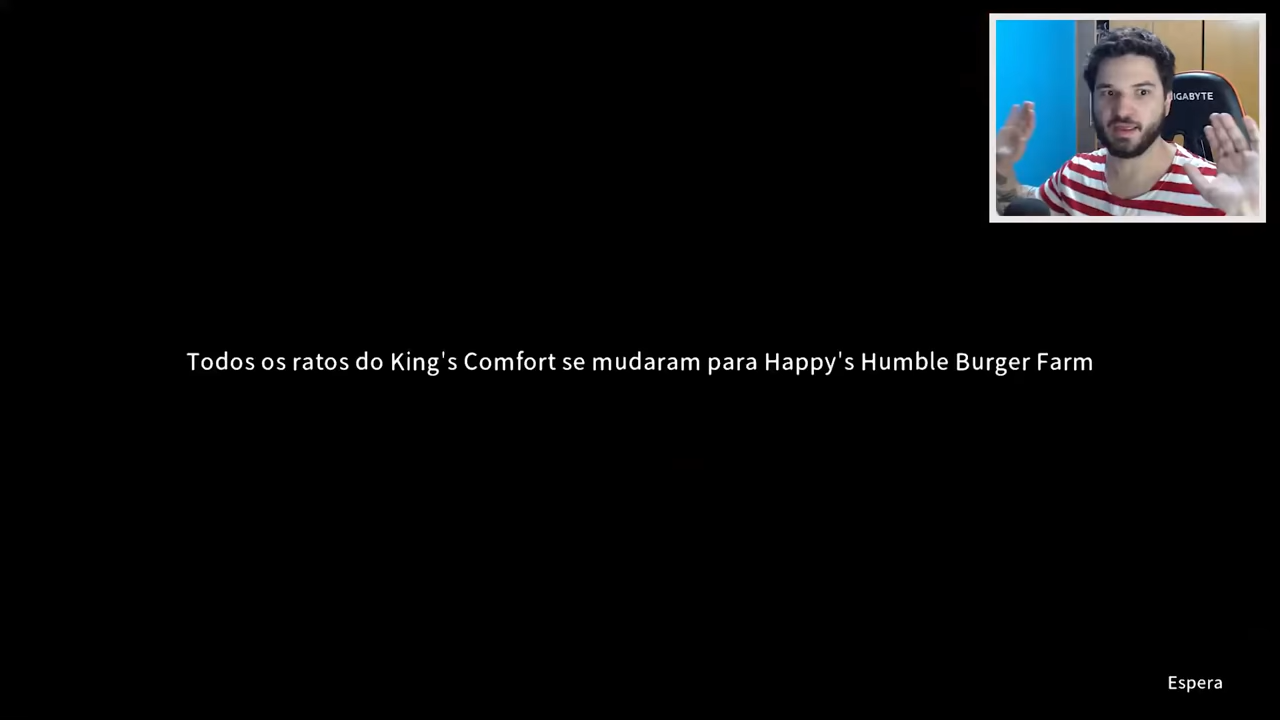 GIGABYTE
Todos os ratos do King's Comfort se mudaram para Happy's Humble Burger Farm
Espera